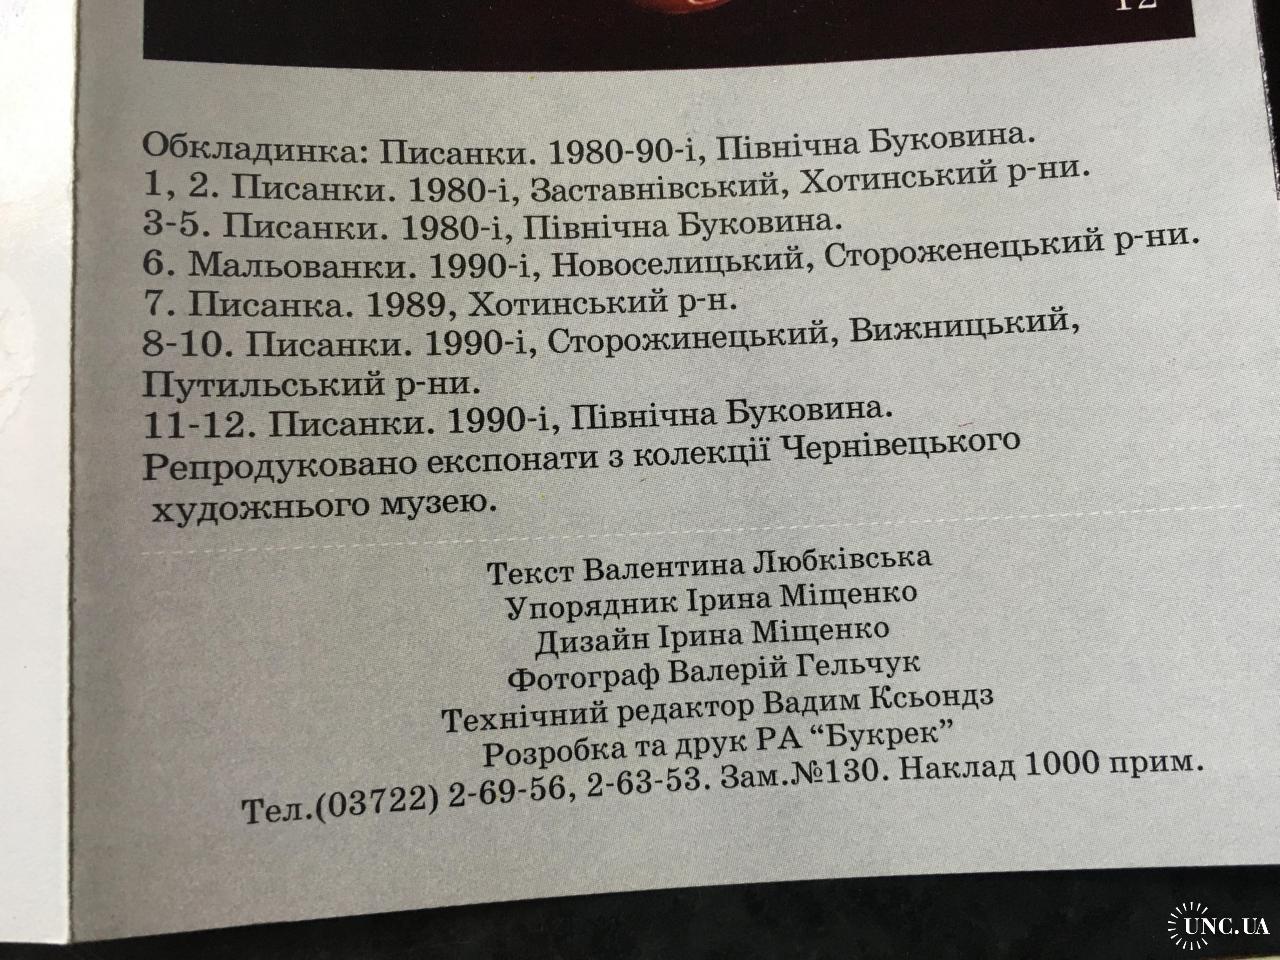 12
Обкладинка: Писанки. 1980-90-і, Північна Буковина.
1, 2. Писанки. 1980-і, Заставнівський, Хотинський р-ни.
3-5. Писанки. 1980-і, Північна Буковина.
6. Мальованки. 1990-і, Новоселицький, Стороженецький р-ни.
7. Писанка. 1989, Хотинський р-н.
8-10. Писанки. 1990-і, Сторожинецький, Вижницький,
Путильський р-ни.
11-12. Писанки. 1990-і, Північна Буковина.
Репродуковано експонати з колекції Чернівецького
художнього музею.
Текст Валентина Любківська
Упорядник Ірина Міщенко
Дизайн Ірина Міщенко
Фотограф Валерій Гельчук
Технічний редактор Вадим Ксьондз
Розробка та друк РА “Букрек”
Тел.(03722) 2-69-56, 2-63-53. Зам.№130. Наклад 1000 прим.
UNC.UA